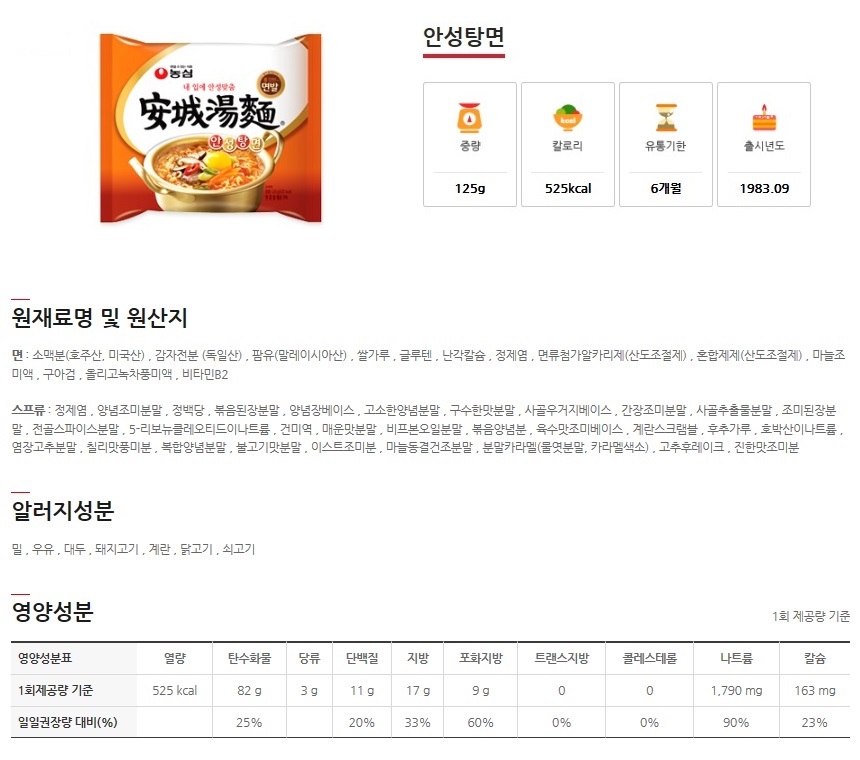 농심
내 입에 안성맞춤
면발
安城湯麵
안성탕면
안성탕면
중량
칼로리
유통기한
출시년도
kcal
125g
525kcal
6개월
1983.09
원재료명 및 원산지
면 : 소맥분(호주산, 미국산) , 감자전분 (독일산) , 팜유(말레이시아산) , 쌀가루 , 글루텐 , 난각칼슘 , 정제염 , 면류첨가알카리제(산도조절제) , 혼합제제(산도조절제) , 마늘조
미액 , 구아검 , 올리고녹차풍미액 , 비타민B2
스프류 : 정제염 , 양념조미분말 , 정백당 , 볶음된장분말 , 양념장베이스 , 고소한양념분말 , 구수한맛분말 , 사골우거지베이스 , 간장조미분말 , 사골추출물분말 , 조미된장분
말 , 전골스파이스분말 , 5-리보뉴클레오티드이나트륨 , 건미역 , 매운맛분말 , 비프본오일분말 , 볶음양념분 , 육수맛조미베이스 , 계란스크램블 , 후추가루 , 호박산이나트륨 ,
염장고추분말 , 칠리맛풍미분 , 복합양념분말 , 불고기맛분말 , 이스트조미분 , 마늘동결건조분말 , 분말카라멜(물엿분말, 카라멜색소) , 고추후레이크 , 진한맛조미분
알러지성분
밀 , 우유 , 대두 , 돼지고기 , 계란 , 닭고기 , 쇠고기
영양성분
1회 제공량 기준
영양성분표 열량 탄수화물 당류 단백질 지방 포화지방 트랜스지방 콜레스테롤 나트륨 칼슘
1회제공량 기준 525 kcal 82 g 3 g 11 g 17 g 9 g 0 0 1,790 mg 163 mg
일일권장량 대비(%) 25% 20% 33% 60% 0% 0% 90% 23%